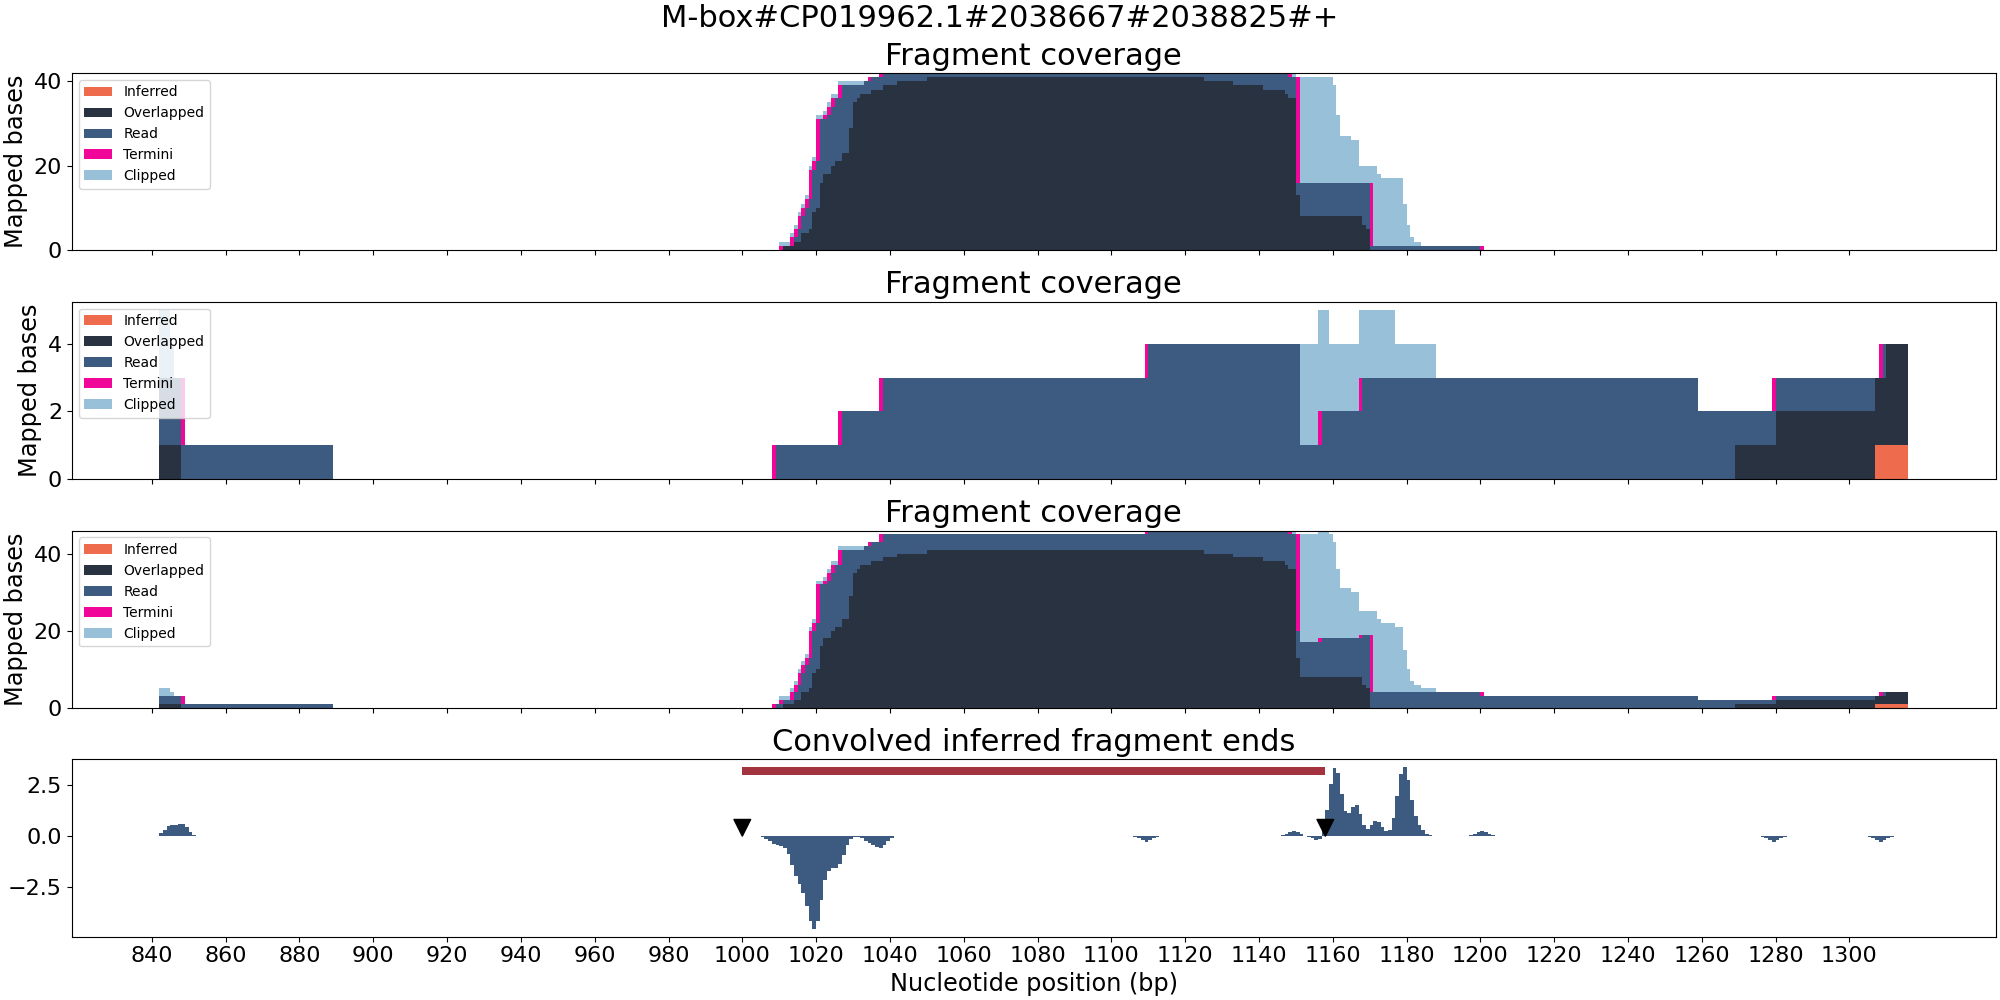 M-box#CP019962.1#2038667#2038825#+
Fragment coverage
Mapped bases
40
20
0
Inferred
Overlapped
Read
Termini
Clipped
Fragment coverage
Mapped bases
4
2
0
Inferred
Overlapped
Read
Termini
Clipped
Fragment coverage
Mapped bases
40
20
0
Inferred
Overlapped
Read
Termini
Clipped
Convolved inferred fragment ends
2.5
0.0
−2.5
840 860 880 900 920 940 960 980 1000 1020 1040 1060 1080 1100 1120 1140 1160 1180 1200 1220 1240 1260 1280 1300
Nucleotide position (bp)